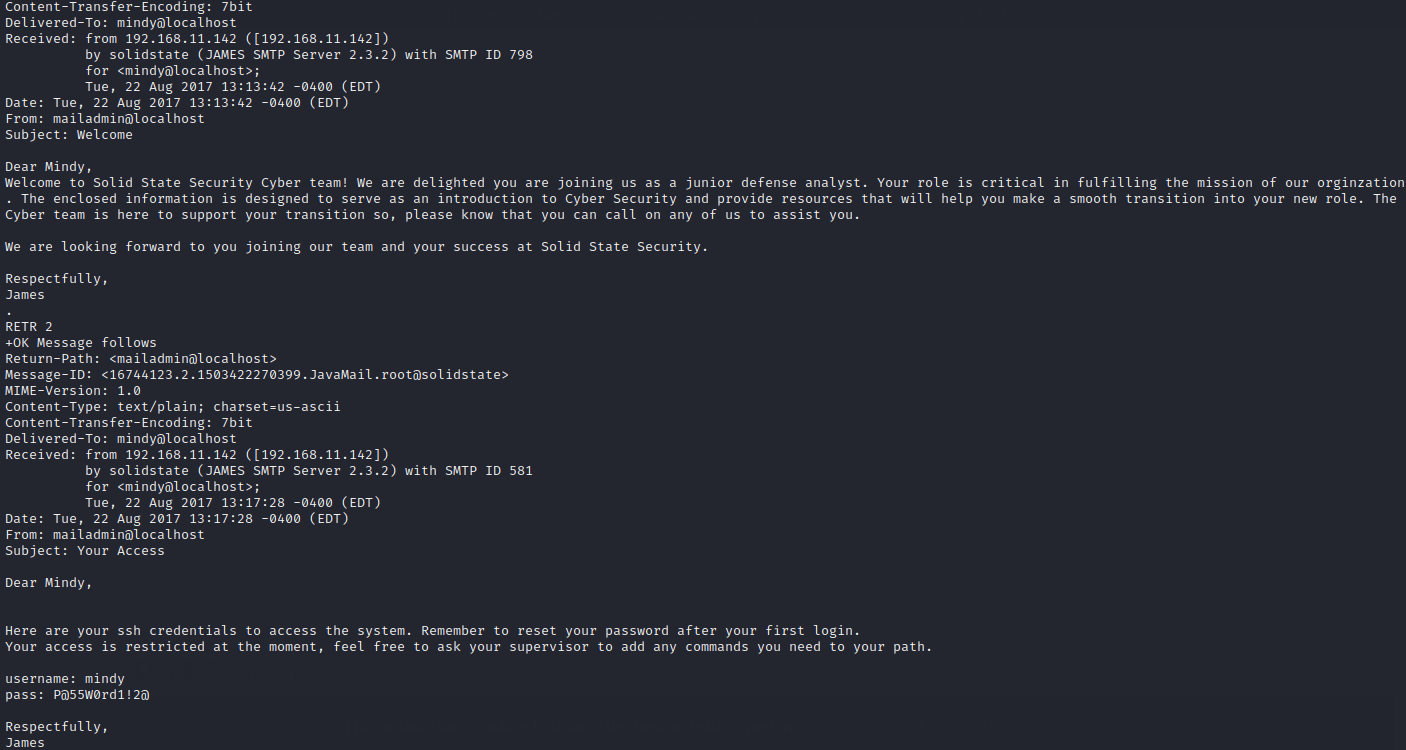 Content-Transfer-Encoding: 7bit
Delivered-To: mindy@localhost
Received: from 192.168.11.142 ([192.168.11.142])
          by solidstate (JAMES SMTP Server 2.3.2) with SMTP ID 798
          for <mindy@localhost>;
          Tue, 22 Aug 2017 13:13:42 -0400 (EDT)
Date: Tue, 22 Aug 2017 13:13:42 -0400 (EDT)
From: mailadmin@localhost
Subject: Welcome

Dear Mindy,
Welcome to Solid State Security Cyber team! We are delighted you are joining us as a junior defense analyst. Your role is critical in fulfilling the mission of our orginzation
. The enclosed information is designed to serve as an introduction to Cyber Security and provide resources that will help you make a smooth transition into your new role. The
Cyber team is here to support your transition so, please know that you can call on any of us to assist you.

We are looking forward to you joining our team and your success at Solid State Security.

Respectfully,
James
.
RETR 2
+OK Message follows
Return-Path: <mailadmin@localhost>
Message-ID: <16744123.2.1503422270399.JavaMail.root@solidstate>
MIME-Version: 1.0
Content-Type: text/plain; charset=us-ascii
Content-Transfer-Encoding: 7bit
Delivered-To: mindy@localhost
Received: from 192.168.11.142 ([192.168.11.142])
          by solidstate (JAMES SMTP Server 2.3.2) with SMTP ID 581
          for <mindy@localhost>;
          Tue, 22 Aug 2017 13:17:28 -0400 (EDT)
Date: Tue, 22 Aug 2017 13:17:28 -0400 (EDT)
From: mailadmin@localhost
Subject: Your Access

Dear Mindy,


Here are your ssh credentials to access the system. Remember to reset your password after your first login.
Your access is restricted at the moment, feel free to ask your supervisor to add any commands you need to your path.

username: mindy
pass: P@55W0rd1!2@

Respectfully,
James